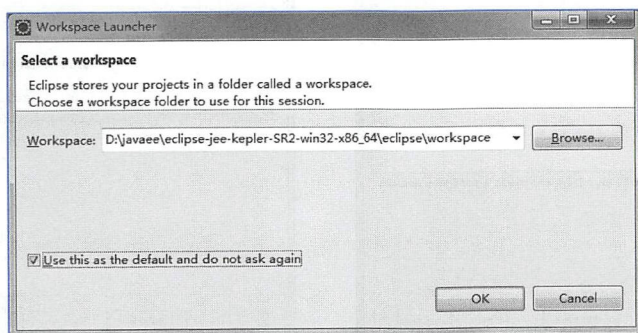 Workspace Launcher
Select a workspace
Eclipse stores your projects in a folder called a workspace.
Choose a workspace folder to use for this session.
Workspace: D:\javaee\eclipse-jee-kepler-SR2-win32-x86_64\eclipse\workspace Browse...
Use this as the default and do not ask again
OK Cancel